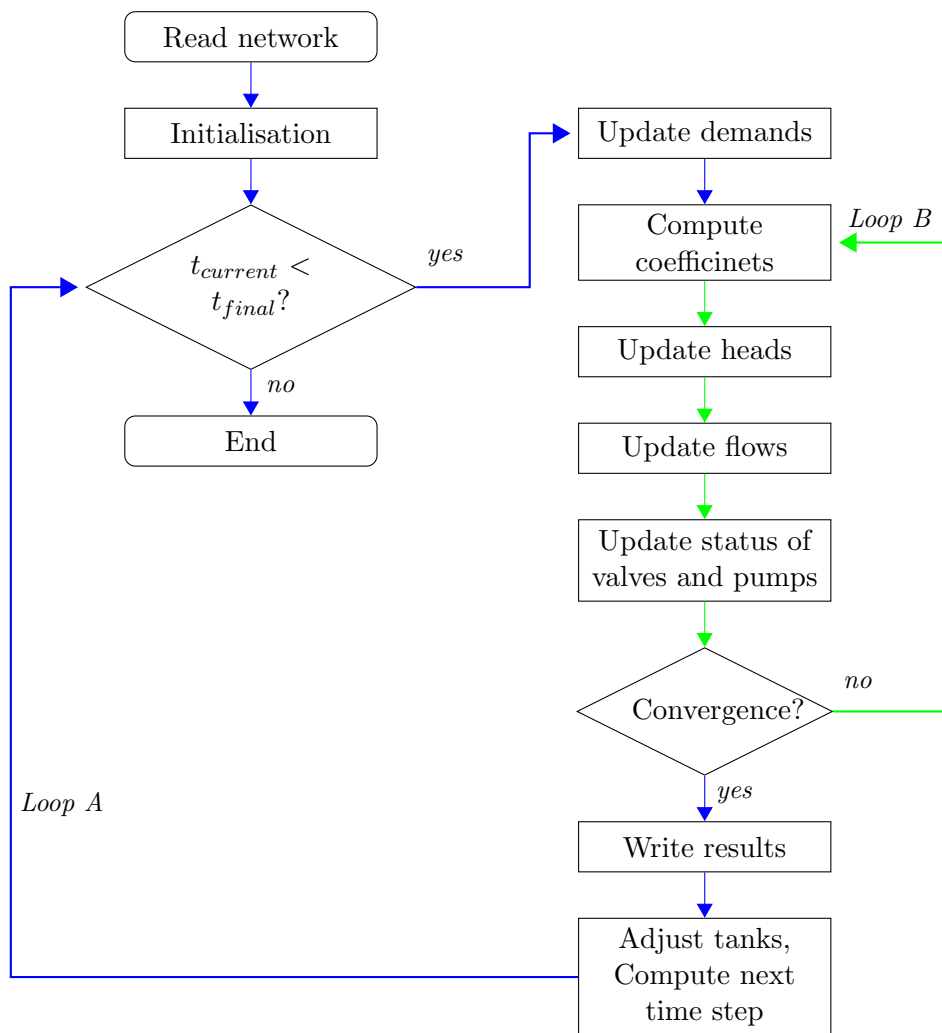 Read network
Initialisation
t_current <
t_final?
yes
no
End
Update demands
Compute
coefficinets
Loop B
Update heads
Update flows
Update status of
valves and pumps
Convergence?
no
yes
Write results
Adjust tanks,
Compute next
time step
Loop A